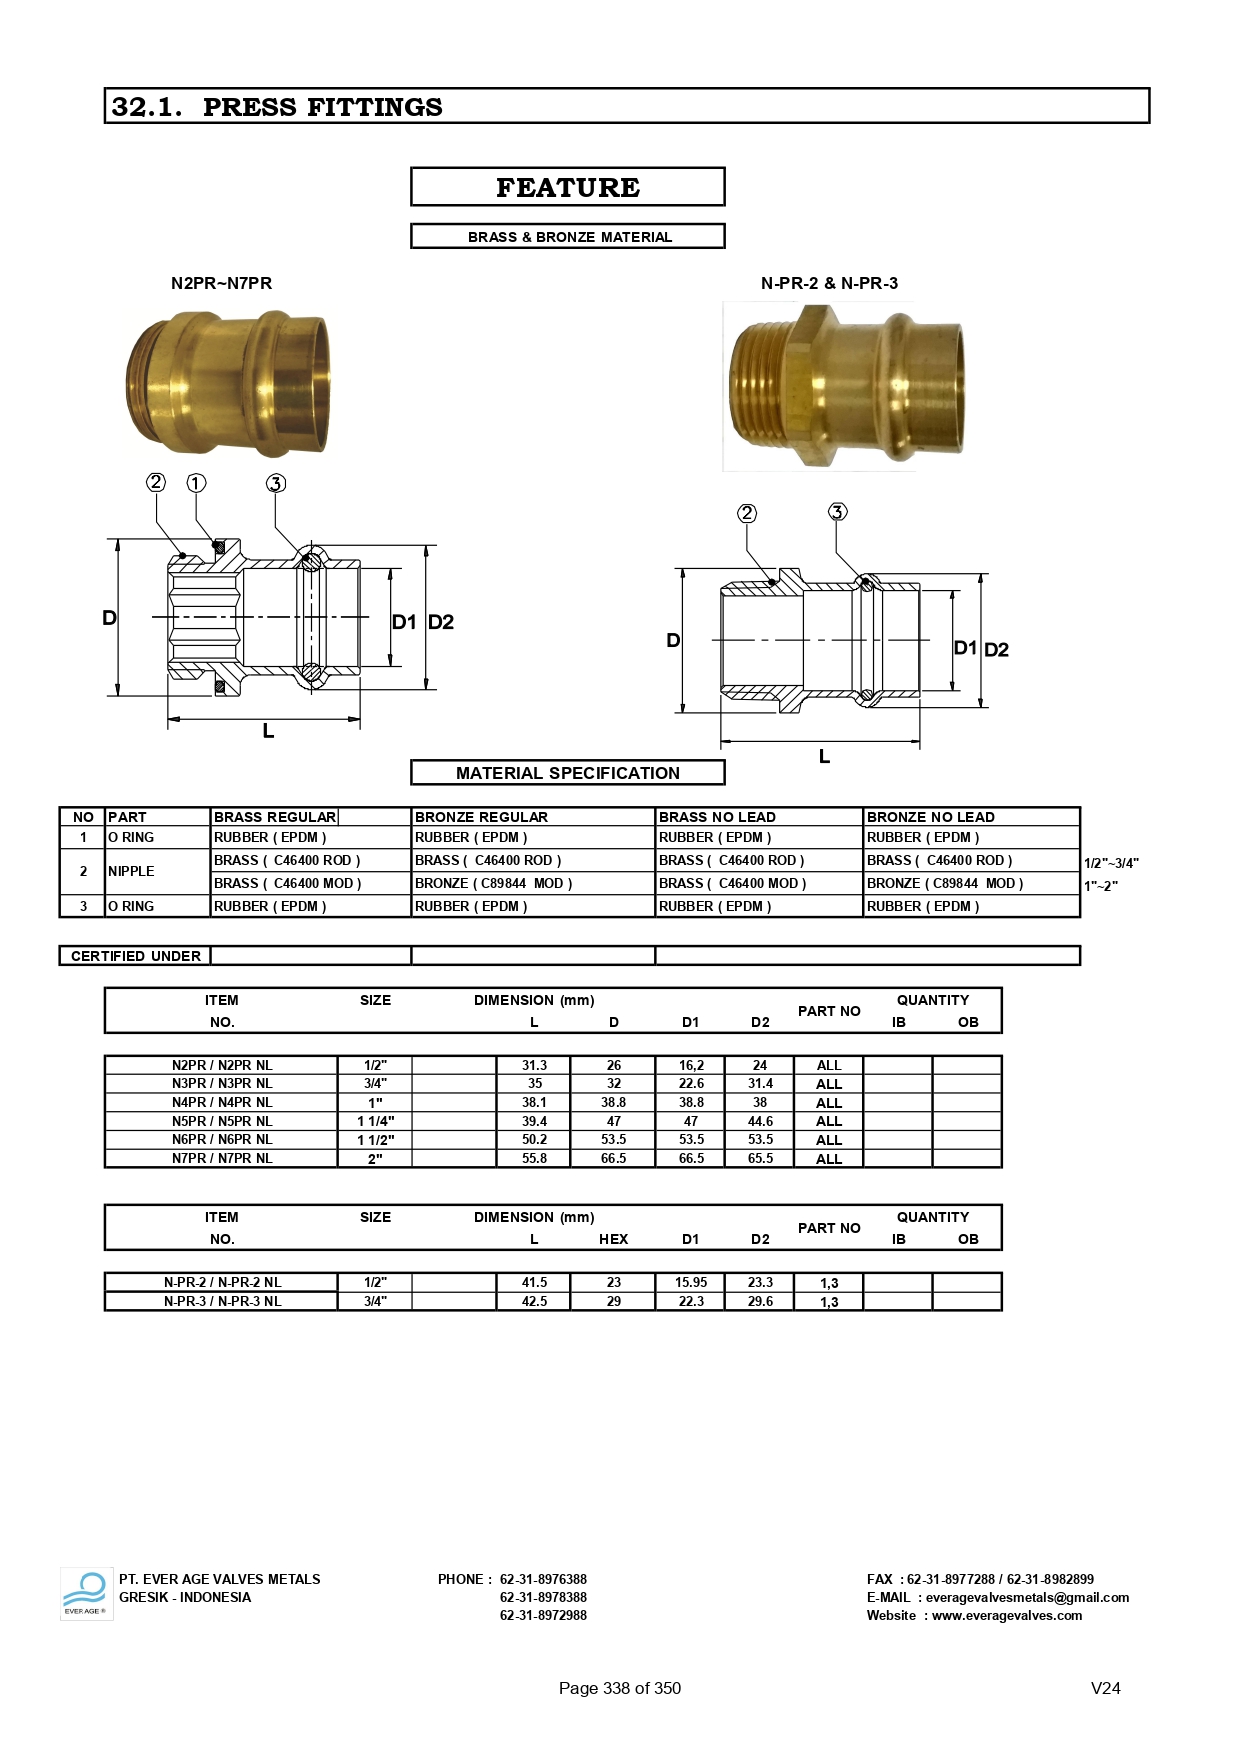 32.1. PRESS FITTINGS
FEATURE
BRASS & BRONZE MATERIAL
N2PR~N7PR
N-PR-2 & N-PR-3
2 1 3
D D1 D2
L
2 3
D D1 D2
L
MATERIAL SPECIFICATION
NO PART BRASS REGULAR BRONZE REGULAR BRASS NO LEAD BRONZE NO LEAD
1 O RING RUBBER ( EPDM ) RUBBER ( EPDM ) RUBBER ( EPDM ) RUBBER ( EPDM )
2 NIPPLE BRASS ( C46400 ROD ) BRASS ( C46400 ROD ) BRASS ( C46400 ROD ) BRASS ( C46400 ROD ) 1/2"~3/4"
BRASS ( C46400 MOD ) BRONZE ( C89844 MOD ) BRASS ( C46400 MOD ) BRONZE ( C89844 MOD ) 1"~2"
3 O RING RUBBER ( EPDM ) RUBBER ( EPDM ) RUBBER ( EPDM ) RUBBER ( EPDM )
CERTIFIED UNDER
ITEM SIZE DIMENSION (mm) PART NO QUANTITY
NO. L D D1 D2 IB OB
N2PR / N2PR NL 1/2" 31.3 26 16,2 24 ALL
N3PR / N3PR NL 3/4" 35 32 22.6 31.4 ALL
N4PR / N4PR NL 1" 38.1 38.8 38.8 38 ALL
N5PR / N5PR NL 1 1/4" 39.4 47 47 44.6 ALL
N6PR / N6PR NL 1 1/2" 50.2 53.5 53.5 53.5 ALL
N7PR / N7PR NL 2" 55.8 66.5 66.5 65.5 ALL
ITEM SIZE DIMENSION (mm) PART NO QUANTITY
NO. L HEX D1 D2 IB OB
N-PR-2 / N-PR-2 NL 1/2" 41.5 23 15.95 23.3 1,3
N-PR-3 / N-PR-3 NL 3/4" 42.5 29 22.3 29.6 1,3
EVER AGE ®
PT. EVER AGE VALVES METALS PHONE : 62-31-8976388 FAX : 62-31-8977288 / 62-31-8982899
GRESIK - INDONESIA 62-31-8978388 E-MAIL : everagevalvesmetals@gmail.com
62-31-8972988 Website : www.everagevalves.com
Page 338 of 350 V24